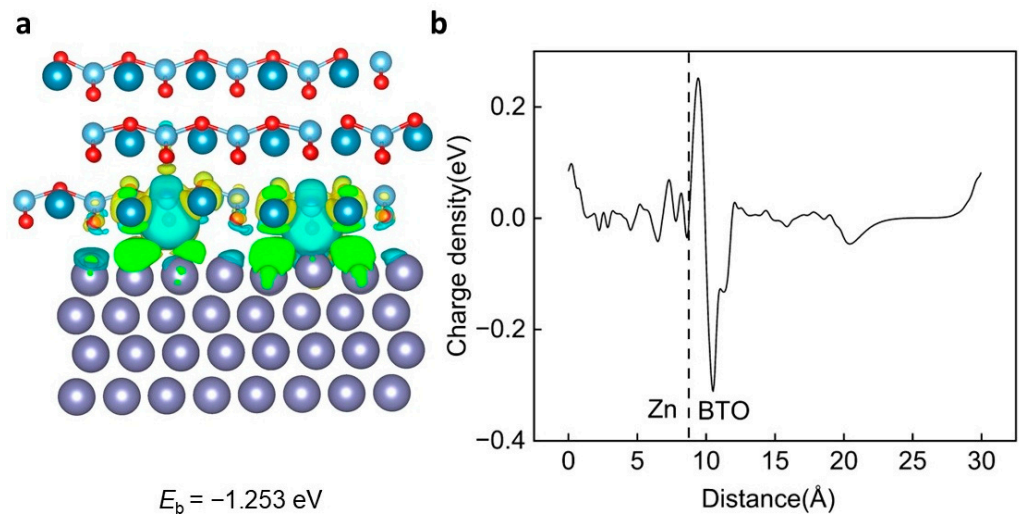 a
E_b = −1.253 eV
b
Charge density(eV)
0.2
0.0
−0.2
−0.4
Zn
BTO
0
5
10
15
20
25
30
Distance(Å)